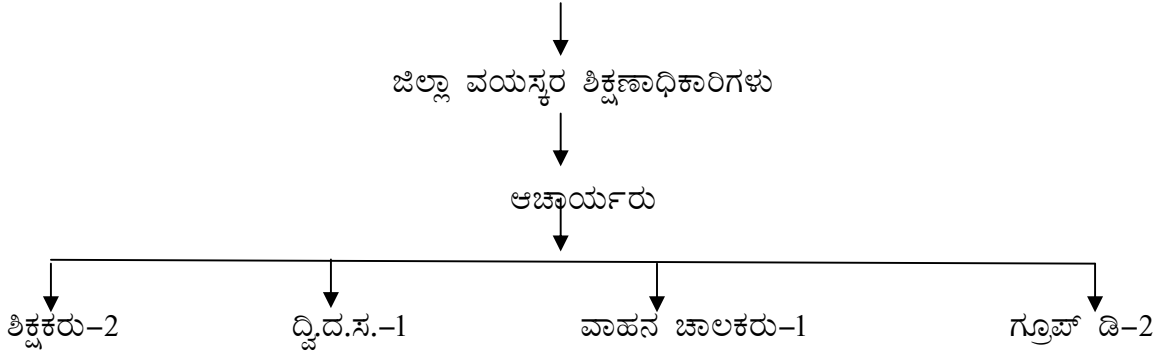 ಜಿಲ್ಲಾ ವಯಸ್ಕರ ಶಿಕ್ಷಣಾಧಿಕಾರಿಗಳು
ಆಚಾರ್ಯರು
ಶಿಕ್ಷಕರು–2 ದ್ವಿ.ದ.ಸ.–1 ವಾಹನ ಚಾಲಕರು–1 ಗ್ರೂಪ್ ಡಿ–2